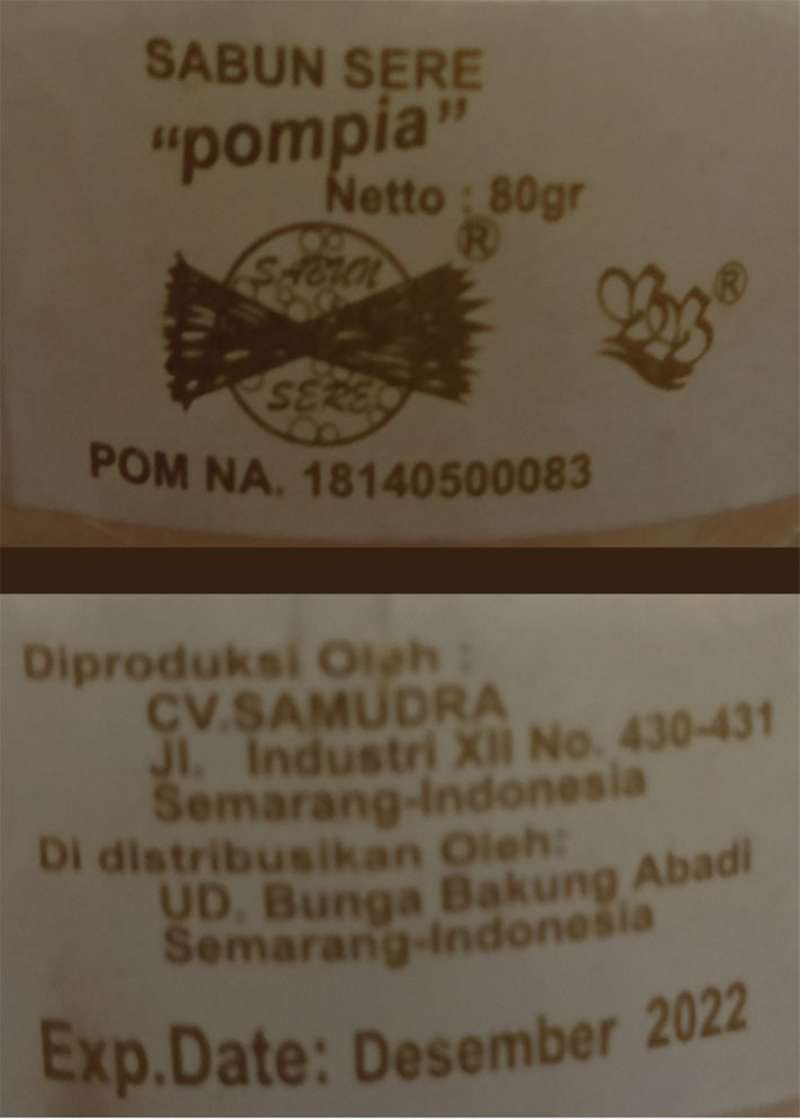 SABUN SERE
“pompia”
Netto : 80gr
®
SABUN
SERE
BB®
POM NA. 18140500083
Diproduksi Oleh :
CV.SAMUDRA
Jl. Industri XII No. 430-431
Semarang-Indonesia
Di distribusikan Oleh:
UD. Bunga Bakung Abadi
Semarang-Indonesia
Exp.Date: Desember 2022